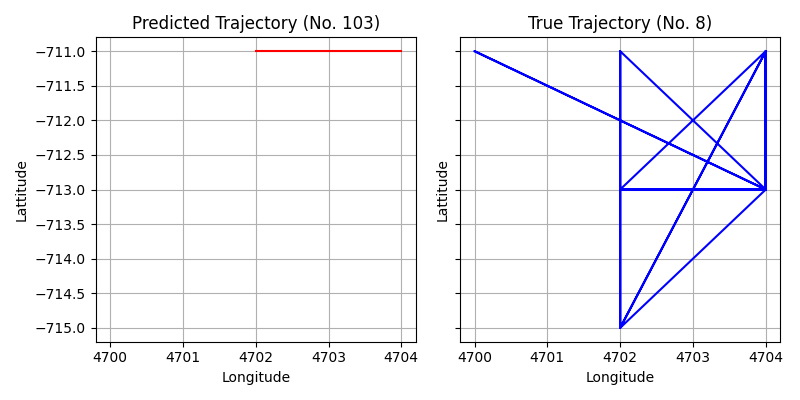 Predicted Trajectory (No. 103)
True Trajectory (No. 8)
Lattitude
−711.0
−711.5
−712.0
−712.5
−713.0
−713.5
−714.0
−714.5
−715.0
4700 4701 4702 4703 4704
Longitude
Lattitude
4700 4701 4702 4703 4704
Longitude